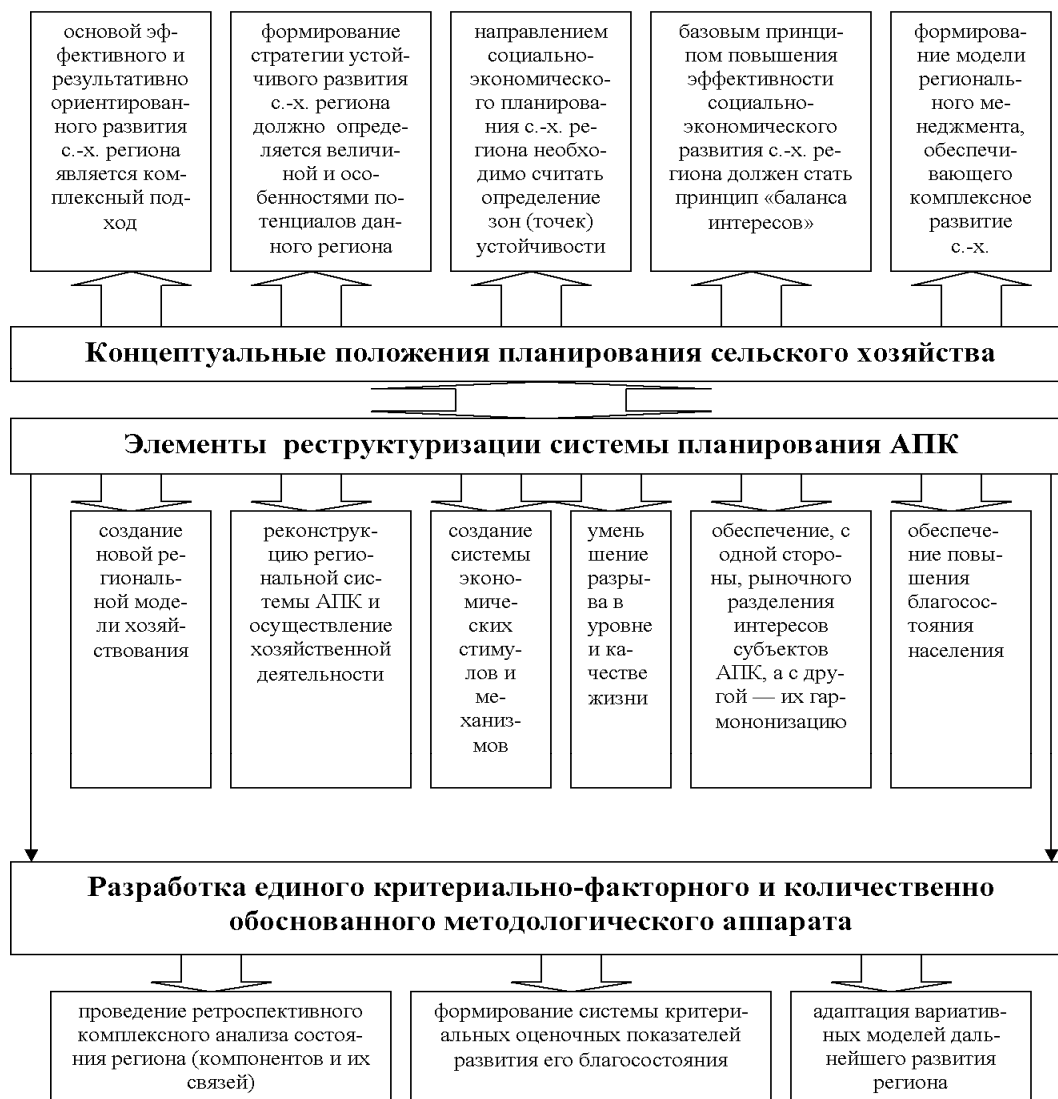 основой эф-
фективного и
результативно
ориентирован-
ного развития
с.-х. региона
является ком-
плексный под-
ход
формирование
стратегии устой-
чивого развития
с.-х. региона
должно  опреде-
ляется величи-
ной и осо-
бенностями по-
тенциалов дан-
ного региона
направлением
социально-
экономическо-
го планирова-
ния с.-х. ре-
гиона необхо-
димо считать
определение
зон (точек)
устойчивости
базовым принци-
пом повышения
эффективности
социально-
экономического
развития с.-х. ре-
гиона должен стать
принцип «баланса
интересов»
формирова-
ние модели
региональ-
ного ме-
неджмента,
обеспечи-
вающего
комплексное
развитие
с.-х.
Концептуальные положения планирования сельского хозяйства
Элементы  реструктуризации системы планирования АПК
создание
новой ре-
гиональ-
ной моде-
ли хозяй-
ствования
реконструк-
цию регио-
нальной сис-
темы АПК и
осуществление
хозяйственной
деятельности
создание
системы
эконо-
миче-
ских
стиму-
лов и
ме-
ханиз-
мов
умень
шение
разры-
ва в
уровне
и ка-
честве
жизни
обеспечение, с
одной сторо-
ны, рыночного
разделения
интересов
субъектов
АПК, а с дру-
гой — их гар-
мононизацию
обеспече-
ние повы-
шения
благосос-
тояния
населения
Разработка единого критериально-факторного и количественно
обоснованного методологического аппарата
проведение ретроспективного
комплексного анализа состоя-
ния региона (компонентов и их
связей)
формирование системы критери-
альных оценочных показателей
развития его благосостояния
адаптация вариатив-
ных моделей даль-
нейшего развития
региона